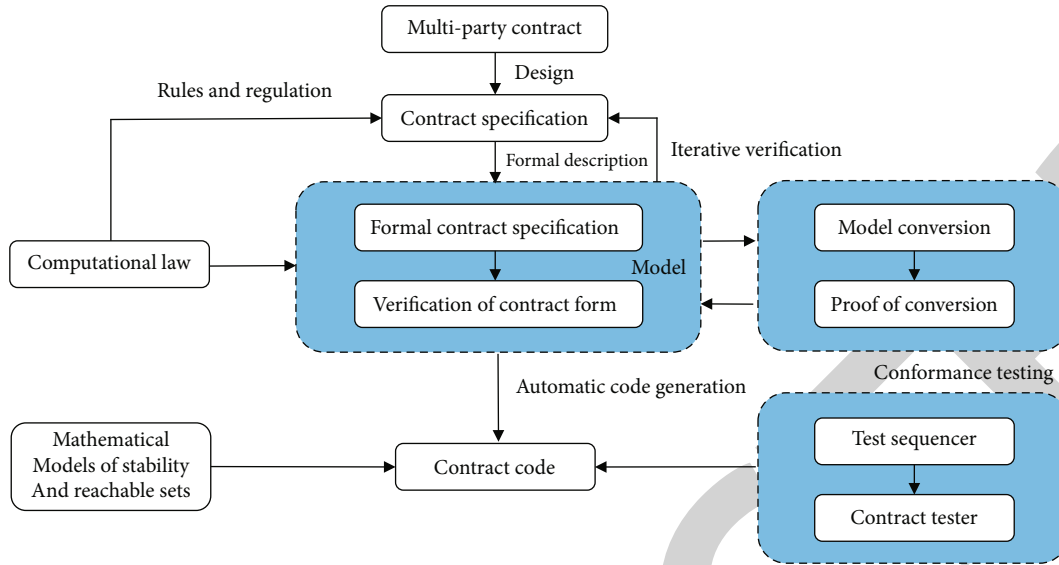 Multi-party contract
Design
Rules and regulation
Contract specification
Formal description
Iterative verification
Formal contract specification
Model conversion
Computational law
Model
Verification of contract form
Proof of conversion
Conformance testing
Automatic code generation
Mathematical
Models of stability
And reachable sets
Test sequencer
Contract code
Contract tester